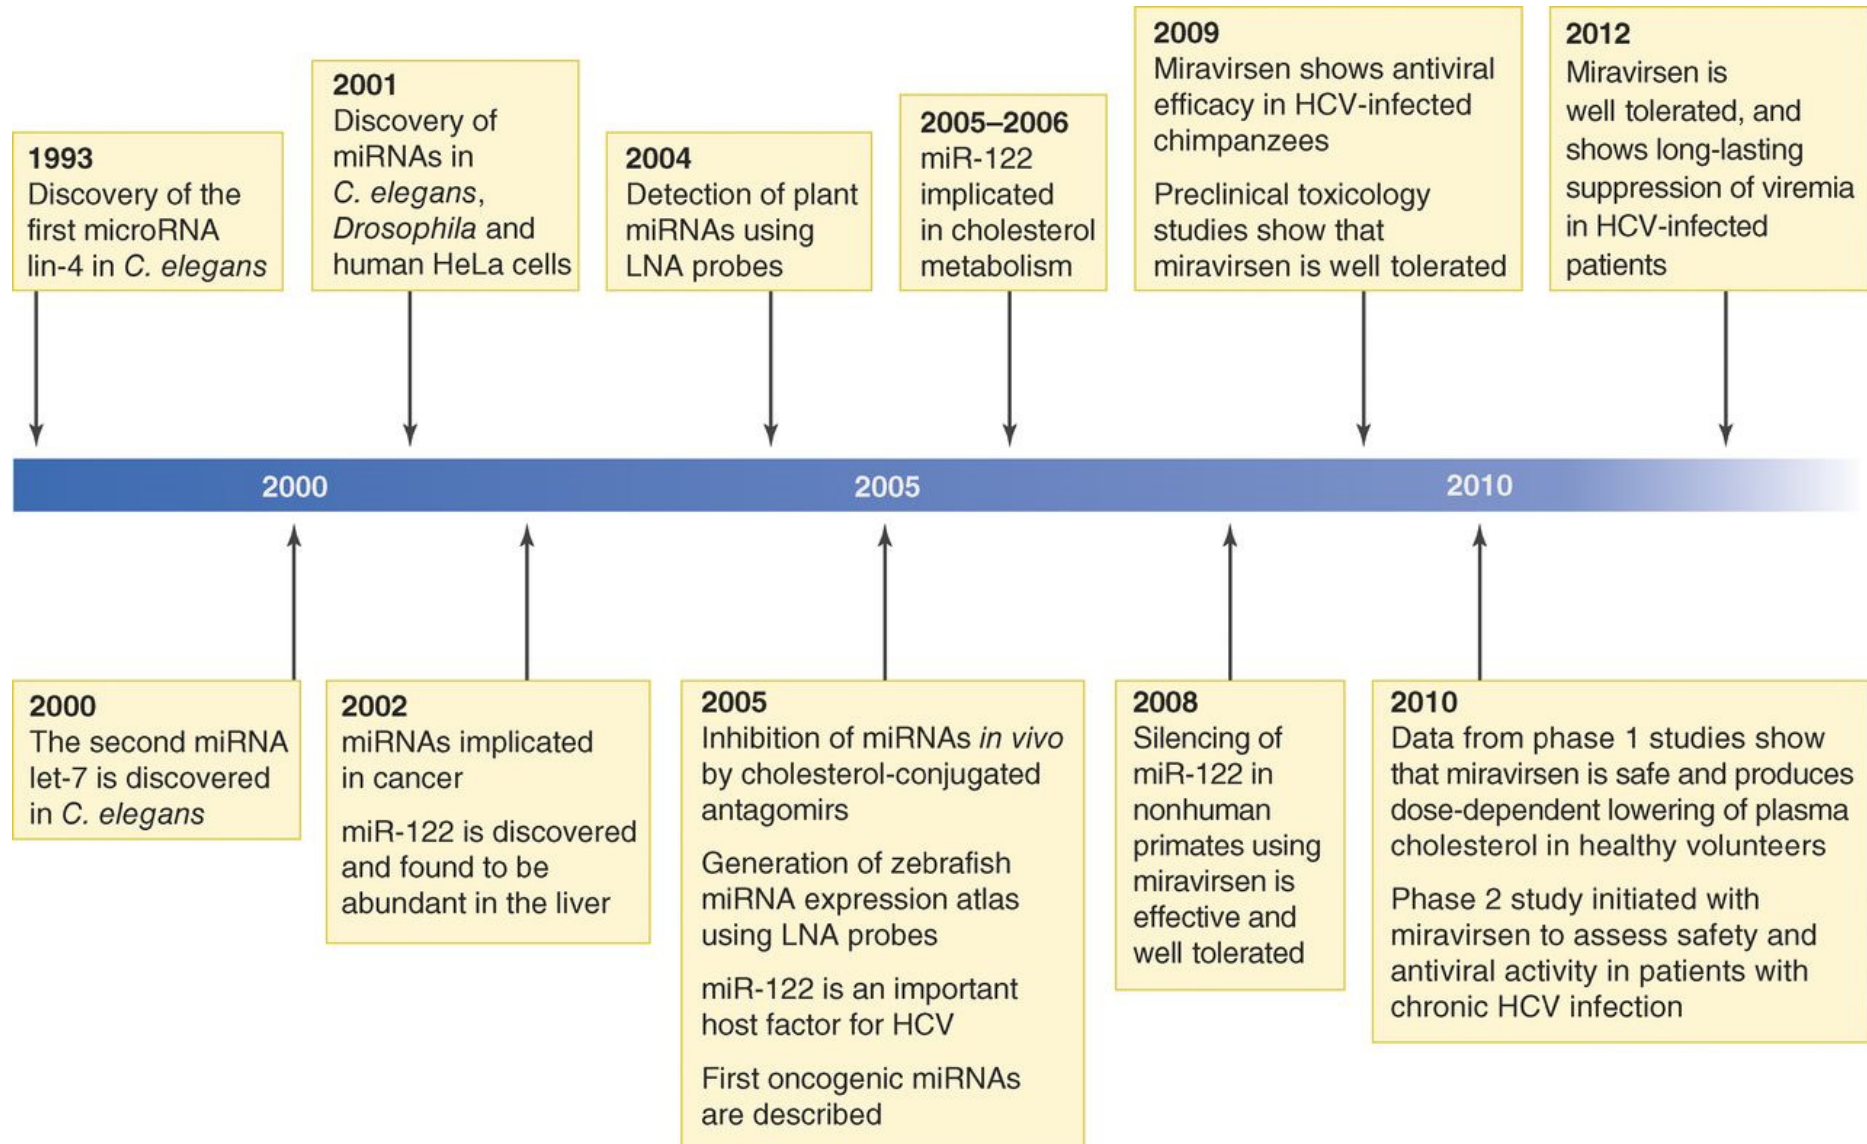 1993
Discovery of the
first microRNA
lin-4 in C. elegans
2001
Discovery of
miRNAs in
C. elegans,
Drosophila and
human HeLa cells
2004
Detection of plant
miRNAs using
LNA probes
2005–2006
miR-122
implicated
in cholesterol
metabolism
2009
Miravirsen shows antiviral
efficacy in HCV-infected
chimpanzees
Preclinical toxicology
studies show that
miravirsen is well tolerated
2012
Miravirsen is
well tolerated, and
shows long-lasting
suppression of viremia
in HCV-infected
patients
2000
2005
2010
2000
The second miRNA
let-7 is discovered
in C. elegans
2002
miRNAs implicated
in cancer
miR-122 is discovered
and found to be
abundant in the liver
2005
Inhibition of miRNAs in vivo
by cholesterol-conjugated
antagomirs
Generation of zebrafish
miRNA expression atlas
using LNA probes
miR-122 is an important
host factor for HCV
First oncogenic miRNAs
are described
2008
Silencing of
miR-122 in
nonhuman
primates using
miravirsen is
effective and
well tolerated
2010
Data from phase 1 studies show
that miravirsen is safe and produces
dose-dependent lowering of plasma
cholesterol in healthy volunteers
Phase 2 study initiated with
miravirsen to assess safety and
antiviral activity in patients with
chronic HCV infection